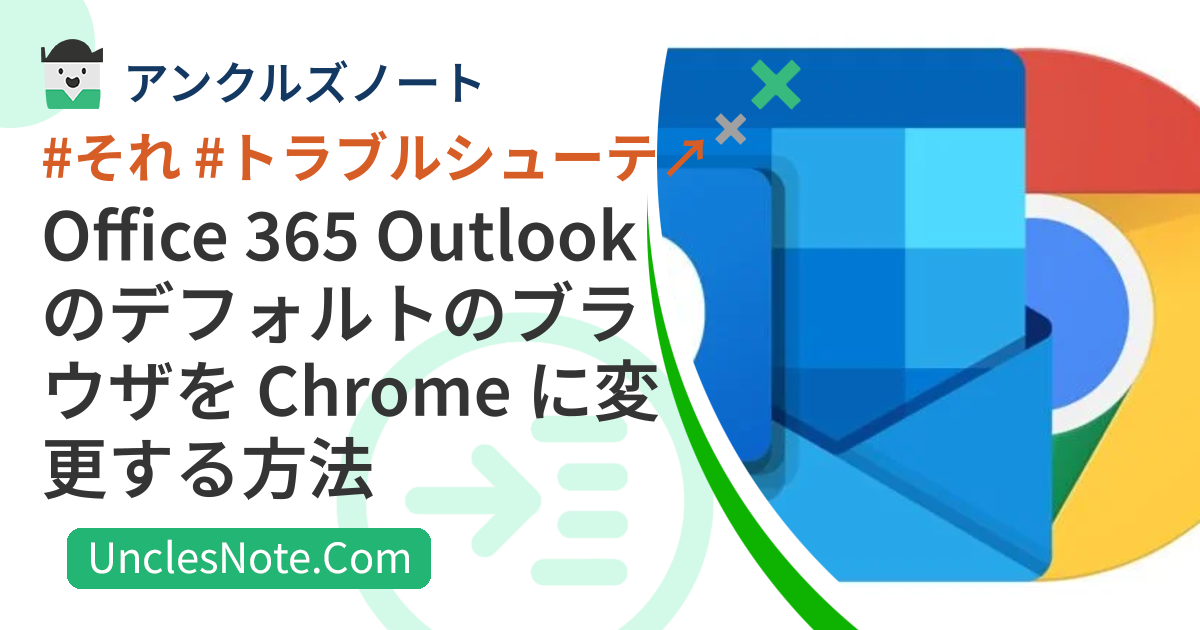 アンクルズノート
#それ #トラブルシューテ
Office 365 Outlook
のデフォルトのブラ
ウザを Chrome に変
更する方法
UnclesNote.Com